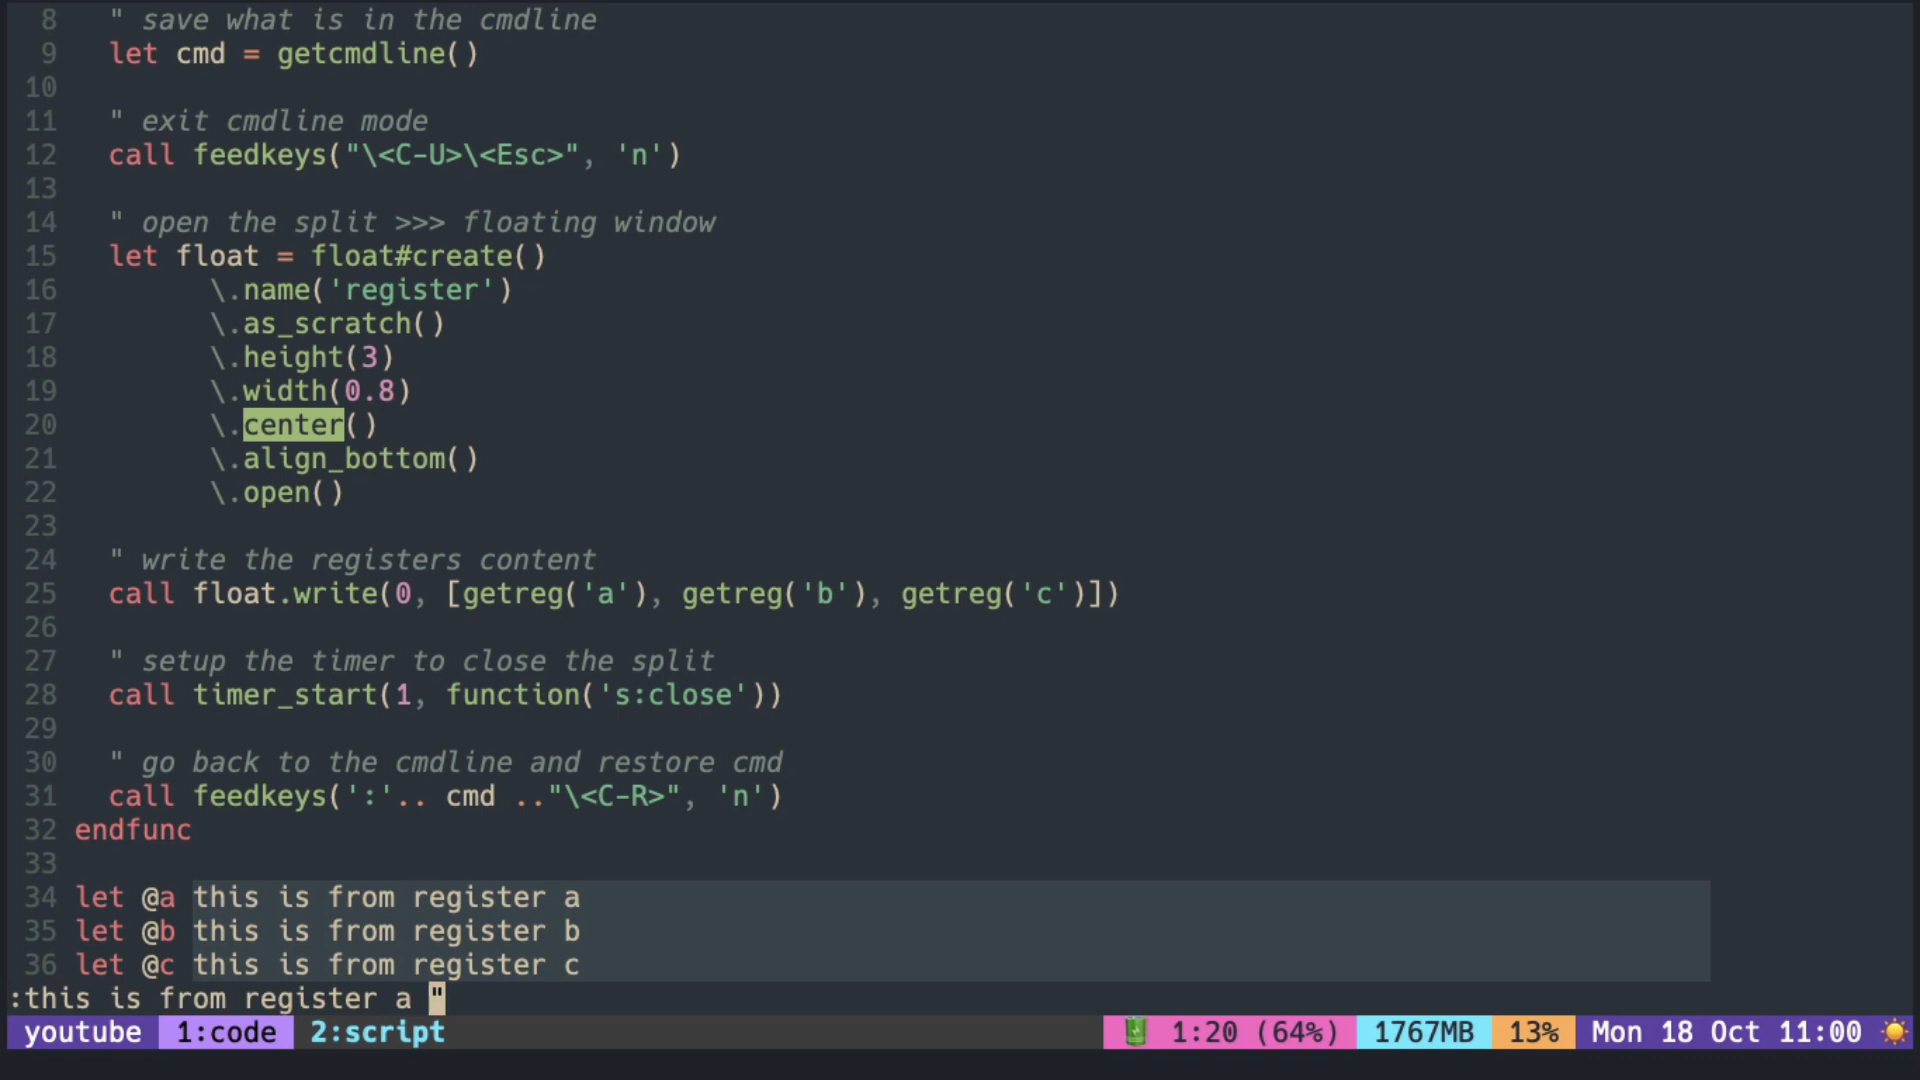 8 " save what is in the cmdline
9 let cmd = getcmdline()
10
11 " exit cmdline mode
12 call feedkeys("\<C-U>\<Esc>", 'n')
13
14 " open the split >>> floating window
15 let float = float#create()
16 \.name('register')
17 \.as_scratch()
18 \.height(3)
19 \.width(0.8)
20 \.center()
21 \.align_bottom()
22 \.open()
23
24 " write the registers content
25 call float.write(0, [getreg('a'), getreg('b'), getreg('c')])
26
27 " setup the timer to close the split
28 call timer_start(1, function('s:close'))
29
30 " go back to the cmdline and restore cmd
31 call feedkeys(':'.. cmd .."\<C-R>", 'n')
32 endfunc
33
34 let @a this is from register a
35 let @b this is from register b
36 let @c this is from register c
:this is from register a "
youtube 1:code 2:script 1:20 (64%) 1767MB 13% Mon 18 Oct 11:00